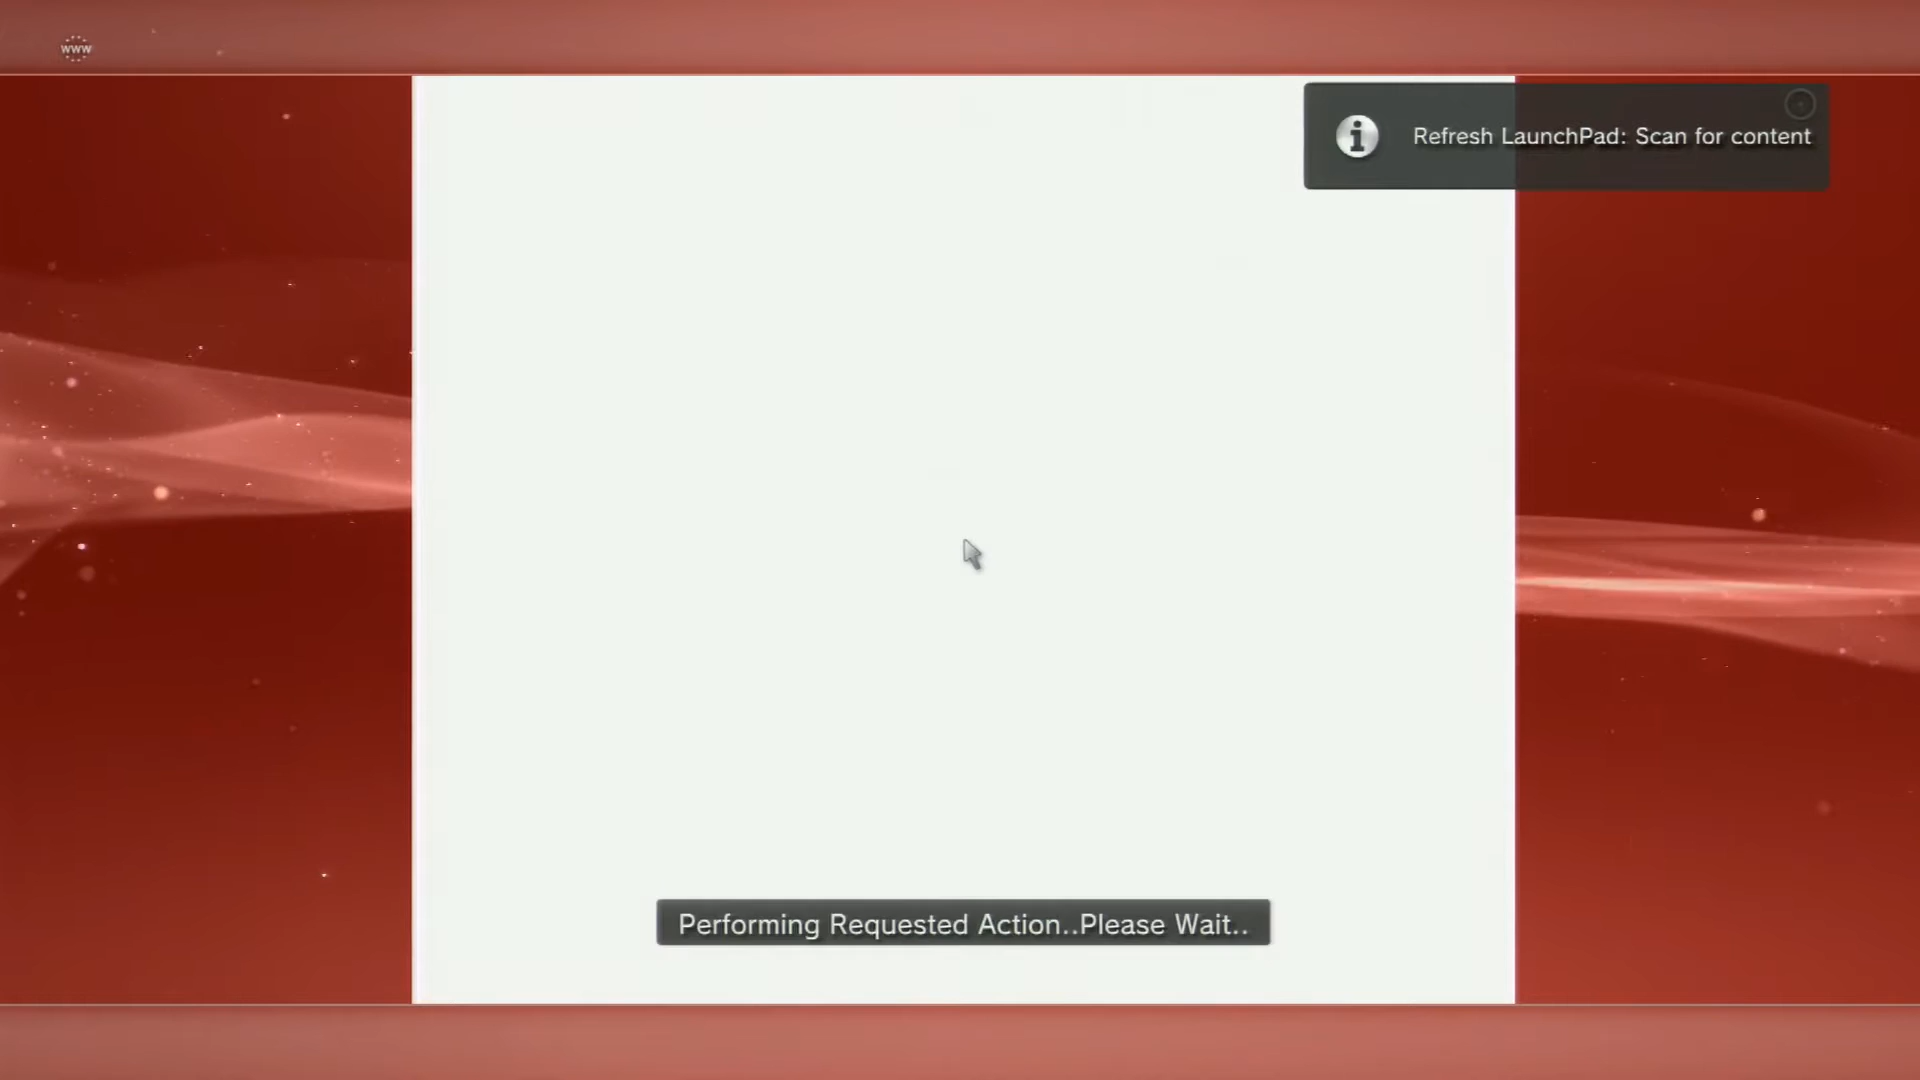 www
Refresh LaunchPad: Scan for content
Performing Requested Action..Please Wait..